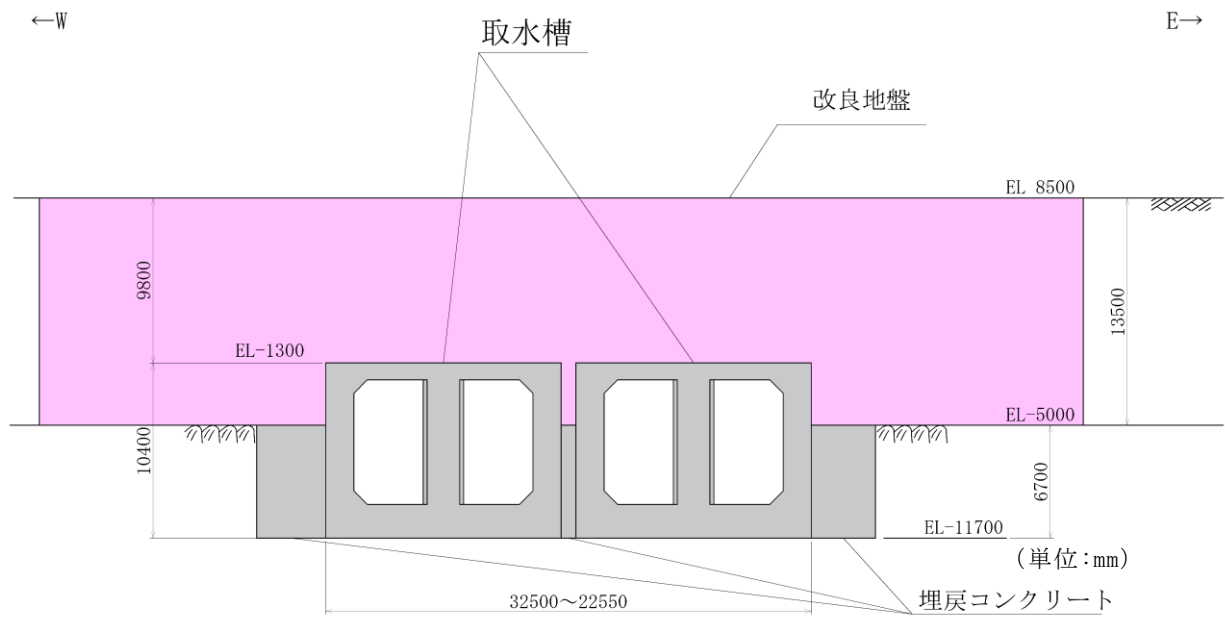 ←W
E→
取水槽
改良地盤
EL 8500
9800
13500
EL-1300
EL-5000
10400
6700
EL-11700
(単位:mm)
32500～22550
埋戻コンクリート